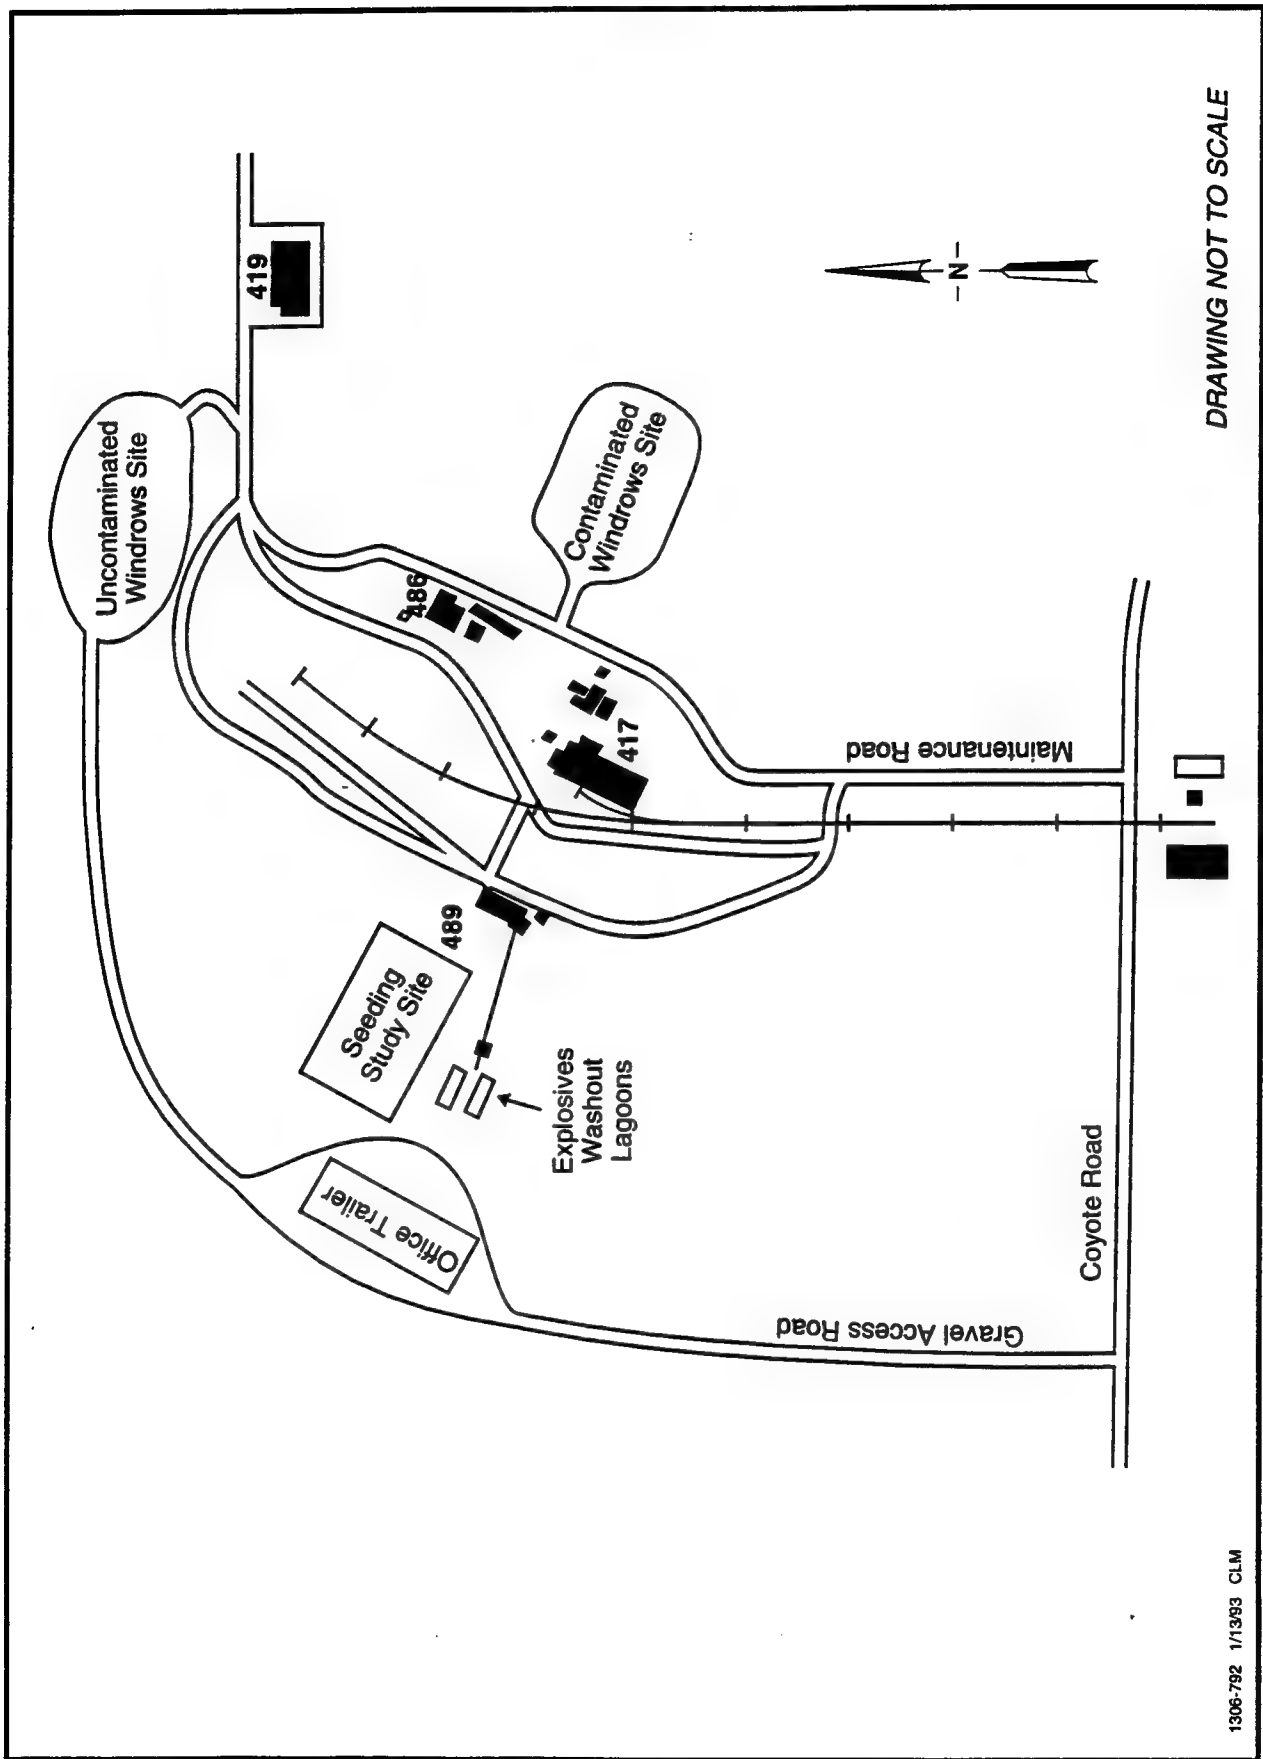 Uncontaminated
Windrows Site
419
486
Contaminated
Windrows Site
417
489
Seeding
Study Site
Explosives
Washout
Lagoons
Office Trailer
Maintenance Road
Gravel Access Road
Coyote Road
– N –
DRAWING NOT TO SCALE
1306-792 1/13/93 CLM